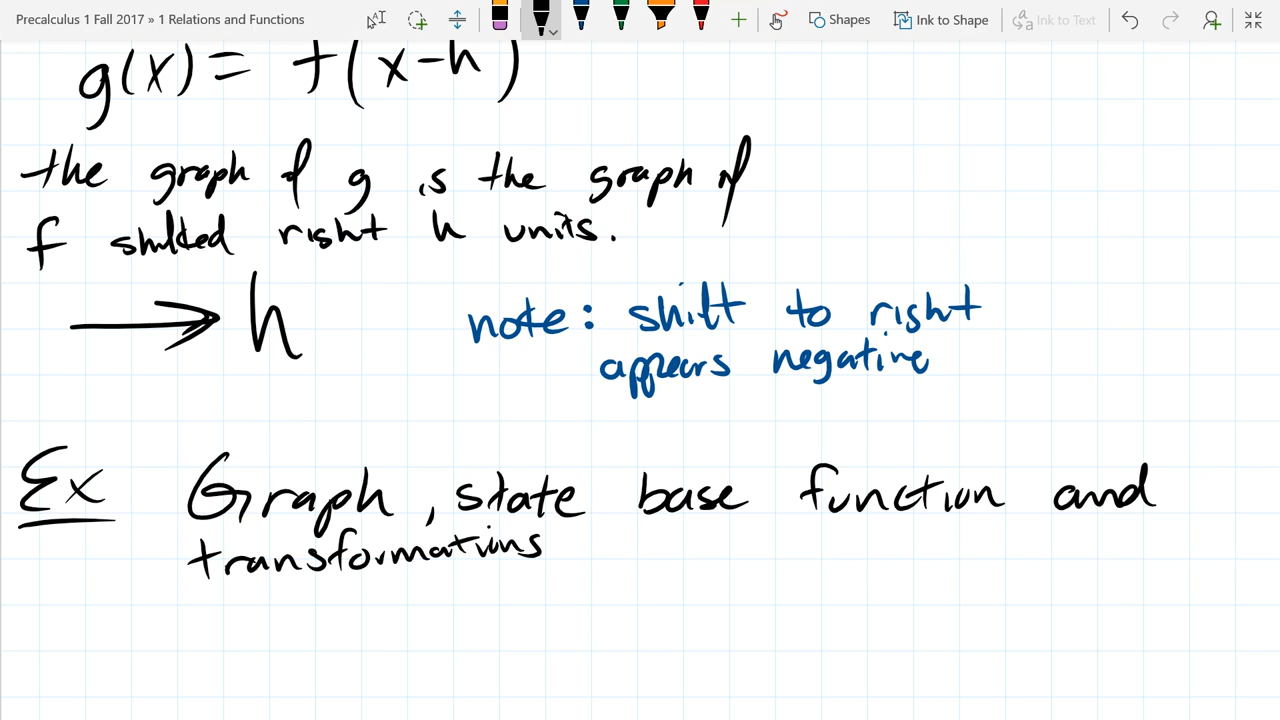 Precalculus 1 Fall 2017 » 1 Relations and Functions
Shapes
Ink to Shape
Ink to Text
g(x) = f(x-h)
the graph of g is the graph of
f shifted right h units.
h
note: shift to right
appears negative
Ex Graph, state base function and
transformations